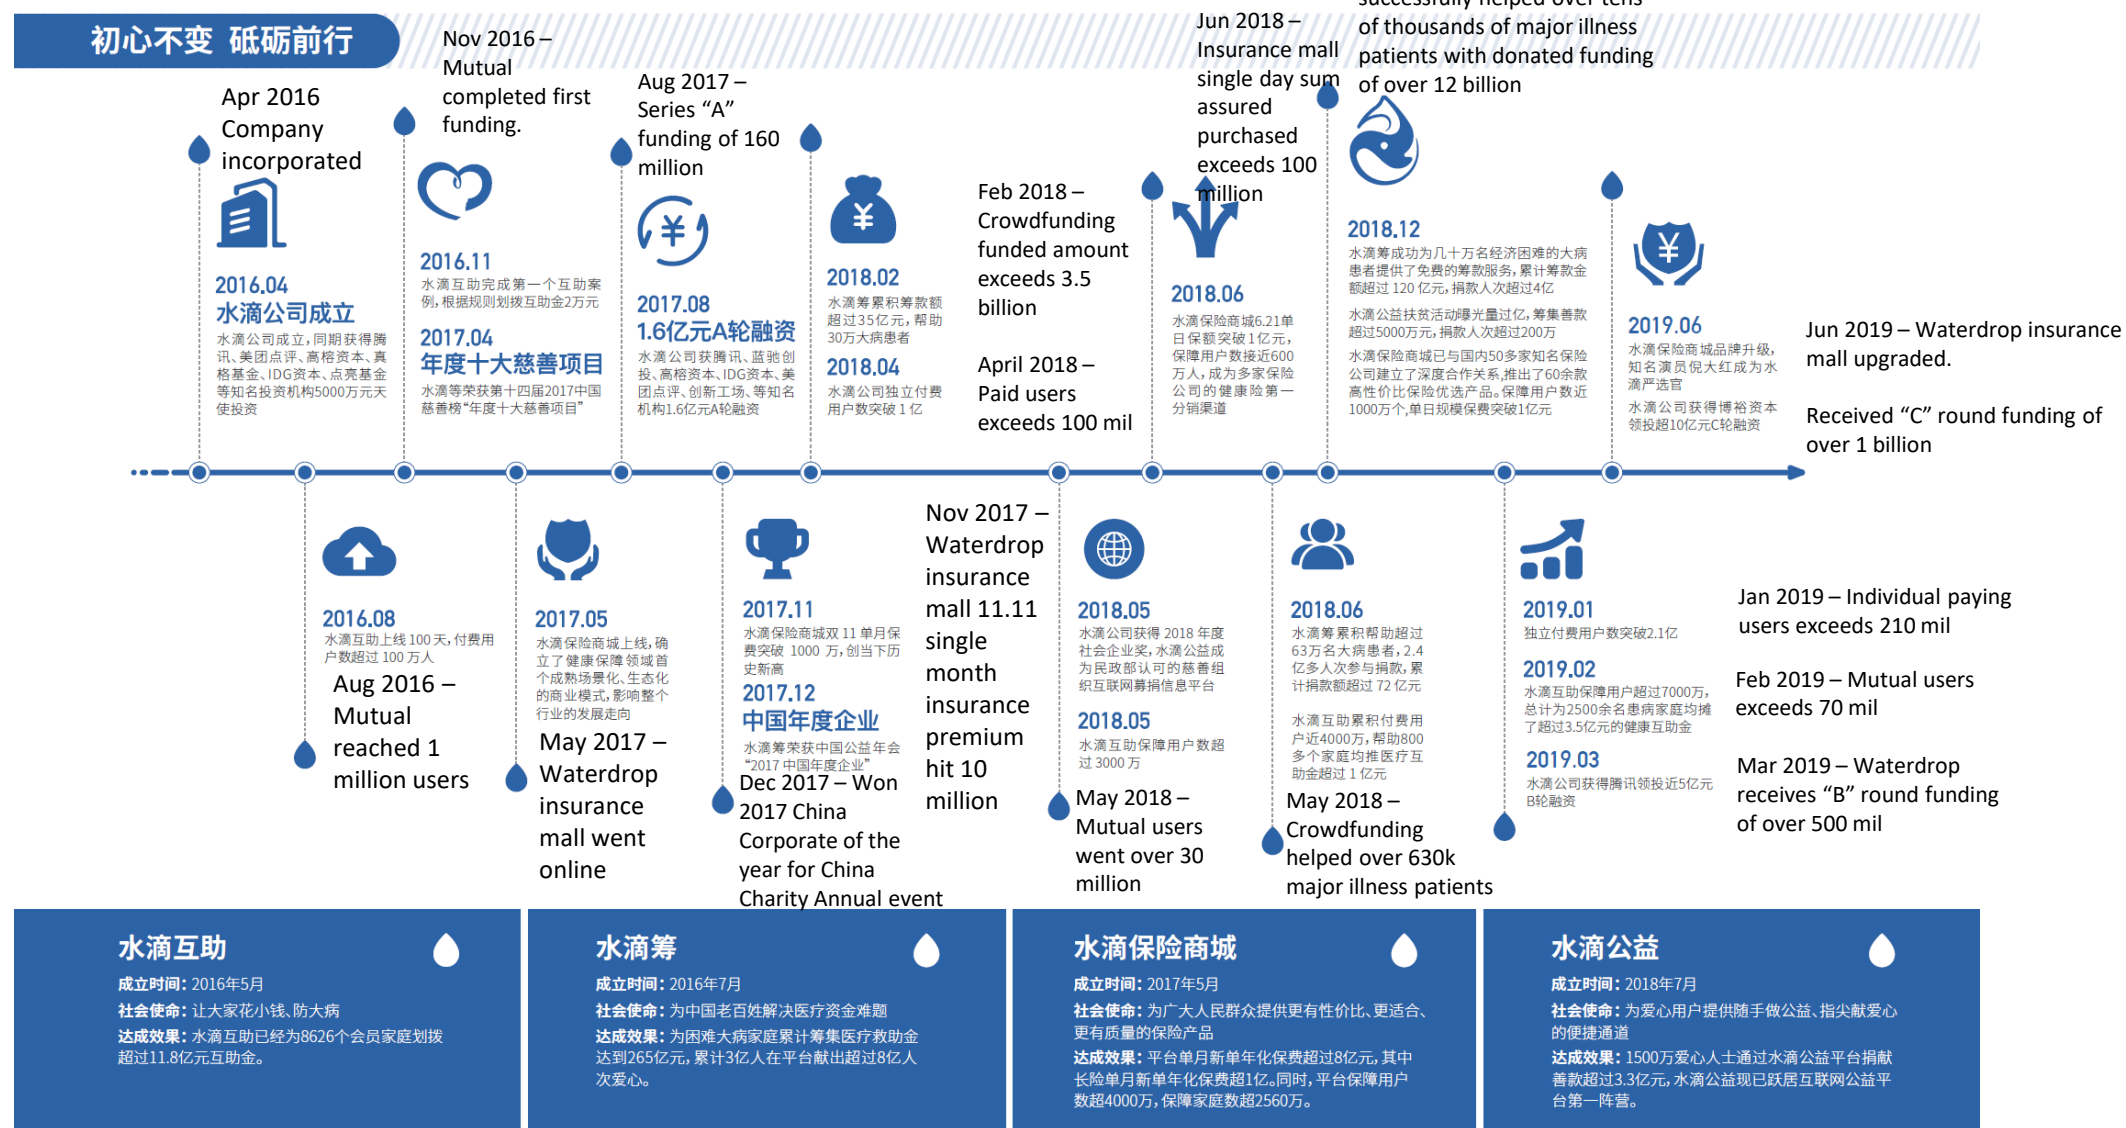 初心不变 砥砺前行
Apr 2016
Company
incorporated
2016.04
水滴公司成立
水滴公司成立，同期获得腾
讯、美团点评、高榕资本、真
格基金、IDG资本、点亮基金
等知名投资机构5000万元天
使投资
Nov 2016 –
Mutual
completed first
funding.
2016.11
水滴互助完成第一个互助案
例，根据规则划拨互助金2万元
2017.04
年度十大慈善项目
水滴筹荣获第十四届2017中国
慈善榜“年度十大慈善项目”
Aug 2017 –
Series “A”
funding of 160
million
2017.08
1.6亿元A轮融资
水滴公司获腾讯、蓝驰创
投、高榕资本、IDG资本、美
团点评、创新工场、等知名
机构1.6亿元A轮融资
2018.02
水滴筹累积筹款额
超过35亿元，帮助
30万大病患者
2018.04
水滴公司独立付费
用户数突破 1 亿
Feb 2018 –
Crowdfunding
funded amount
exceeds 3.5
billion
April 2018 –
Paid users
exceeds 100 mil
Jun 2018 –
Insurance mall
single day sum
assured
purchased
exceeds 100
million
2018.06
水滴保险商城6.21单
日保额突破1亿元，
保障用户数接近600
万人，成为多家保险
公司的健康险第一
分销渠道
successfully helped over tens
of thousands of major illness
patients with donated funding
of over 12 billion
2018.12
水滴筹成功为几十万名经济困难的大病
患者提供了免费的筹款服务，累计筹款金
额超过 120 亿元，捐款人次超过4亿
水滴公益扶贫活动曝光量过亿，筹集善款
超过5000万元，捐款人次超过200万
水滴保险商城已与国内50多家知名保险
公司建立了深度合作关系，推出了60余款
高性价比保险优选产品。保障用户数近
1000万个，单日规模保费突破1亿元
2019.06
水滴保险商城品牌升级，
知名演员倪大红成为水
滴严选官
水滴公司获得博裕资本
领投超10亿元C轮融资
Jun 2019 – Waterdrop insurance
mall upgraded.
Received “C” round funding of
over 1 billion
2016.08
水滴互助上线 100 天，付费用
户数超过 100 万人
Aug 2016 –
Mutual
reached 1
million users
2017.05
水滴保险商城上线，确
立了健康保障领域首
个成熟场景化、生态化
的商业模式，影响整个
行业的发展走向
May 2017 –
Waterdrop
insurance
mall went
online
2017.11
水滴保险商城双 11 单月保
费突破 1000 万，创当下历
史新高
2017.12
中国年度企业
水滴筹荣获中国公益年会
“2017 中国年度企业”
Dec 2017 – Won
2017 China
Corporate of the
year for China
Charity Annual event
Nov 2017 –
Waterdrop
insurance
mall 11.11
single
month
insurance
premium
hit 10
million
2018.05
水滴公司获得 2018 年度
社会企业奖，水滴公益成
为民政部认可的慈善组
织互联网募捐信息平台
2018.05
水滴互助保障用户数超
过 3000 万
May 2018 –
Mutual users
went over 30
million
2018.06
水滴筹累积帮助超过
63万名大病患者，2.4
亿多人次参与捐款，累
计捐款额超过 72 亿元
水滴互助累积付费用
户近4000万，帮助800
多个家庭均推医疗互
助金超过 1 亿元
May 2018 –
Crowdfunding
helped over 630k
major illness patients
2019.01
独立付费用户数突破2.1亿
2019.02
水滴互助保障用户超过7000万，
总计为2500余名患病家庭均摊
了超过3.5亿元的健康互助金
2019.03
水滴公司获得腾讯领投近5亿元
B轮融资
Jan 2019 – Individual paying
users exceeds 210 mil
Feb 2019 – Mutual users
exceeds 70 mil
Mar 2019 – Waterdrop
receives “B” round funding
of over 500 mil
水滴互助
成立时间：2016年5月
社会使命：让大家花小钱、防大病
达成效果：水滴互助已经为8626个会员家庭划拨
超过11.8亿元互助金。
水滴筹
成立时间：2016年7月
社会使命：为中国老百姓解决医疗资金难题
达成效果：为困难大病家庭累计筹集医疗救助金
达到265亿元，累计3亿人在平台献出超过8亿人
次爱心。
水滴保险商城
成立时间：2017年5月
社会使命：为广大人民群众提供更有性价比、更适合、
更有质量的保险产品
达成效果：平台单月新单年化保费超过8亿元，其中
长险单月新单年化保费超1亿。同时，平台保障用户
数超4000万，保障家庭数超2560万。
水滴公益
成立时间：2018年7月
社会使命：为爱心用户提供随手做公益、指尖献爱心
的便捷通道
达成效果：1500万爱心人士通过水滴公益平台捐献
善款超过3.3亿元，水滴公益现已跃居互联网公益平
台第一阵营。